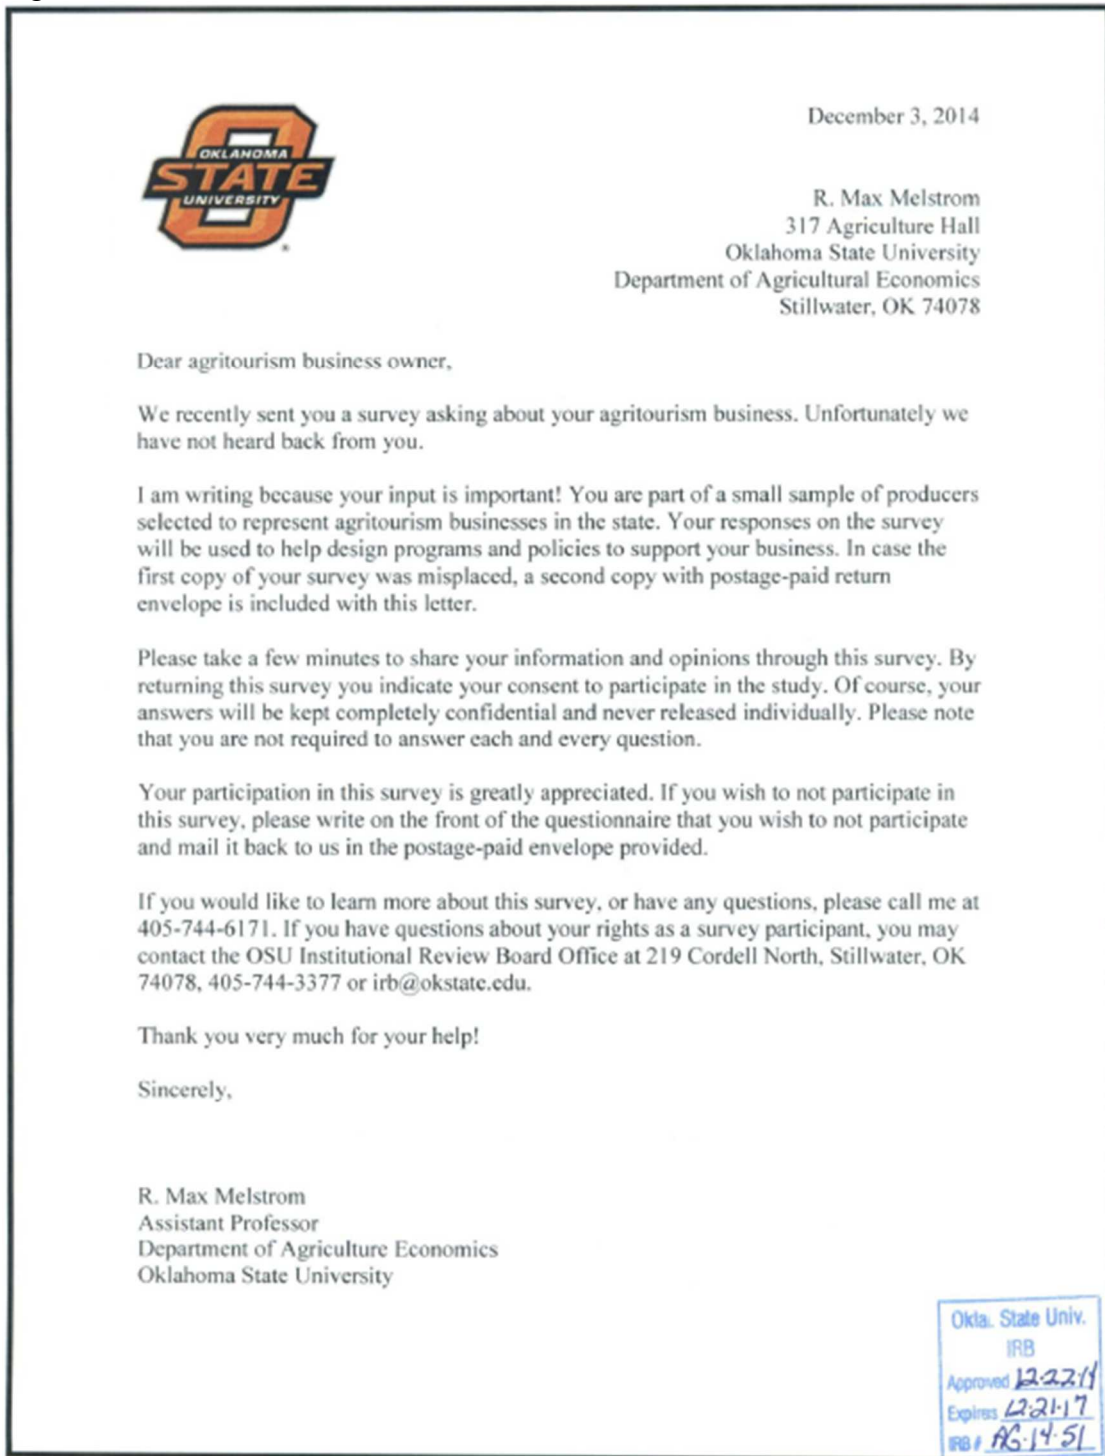 OKLAHOMA
STATE
UNIVERSITY
®
December 3, 2014
R. Max Melstrom
317 Agriculture Hall
Oklahoma State University
Department of Agricultural Economics
Stillwater, OK 74078
Dear agritourism business owner,
We recently sent you a survey asking about your agritourism business. Unfortunately we
have not heard back from you.
I am writing because your input is important! You are part of a small sample of producers
selected to represent agritourism businesses in the state. Your responses on the survey
will be used to help design programs and policies to support your business. In case the
first copy of your survey was misplaced, a second copy with postage-paid return
envelope is included with this letter.
Please take a few minutes to share your information and opinions through this survey. By
returning this survey you indicate your consent to participate in the study. Of course, your
answers will be kept completely confidential and never released individually. Please note
that you are not required to answer each and every question.
Your participation in this survey is greatly appreciated. If you wish to not participate in
this survey, please write on the front of the questionnaire that you wish to not participate
and mail it back to us in the postage-paid envelope provided.
If you would like to learn more about this survey, or have any questions, please call me at
405-744-6171. If you have questions about your rights as a survey participant, you may
contact the OSU Institutional Review Board Office at 219 Cordell North, Stillwater, OK
74078, 405-744-3377 or irb@okstate.edu.
Thank you very much for your help!
Sincerely,
R. Max Melstrom
Assistant Professor
Department of Agriculture Economics
Oklahoma State University
Okla. State Univ.
IRB
Approved
Expires 12-21-17
IRB # AG-14-51